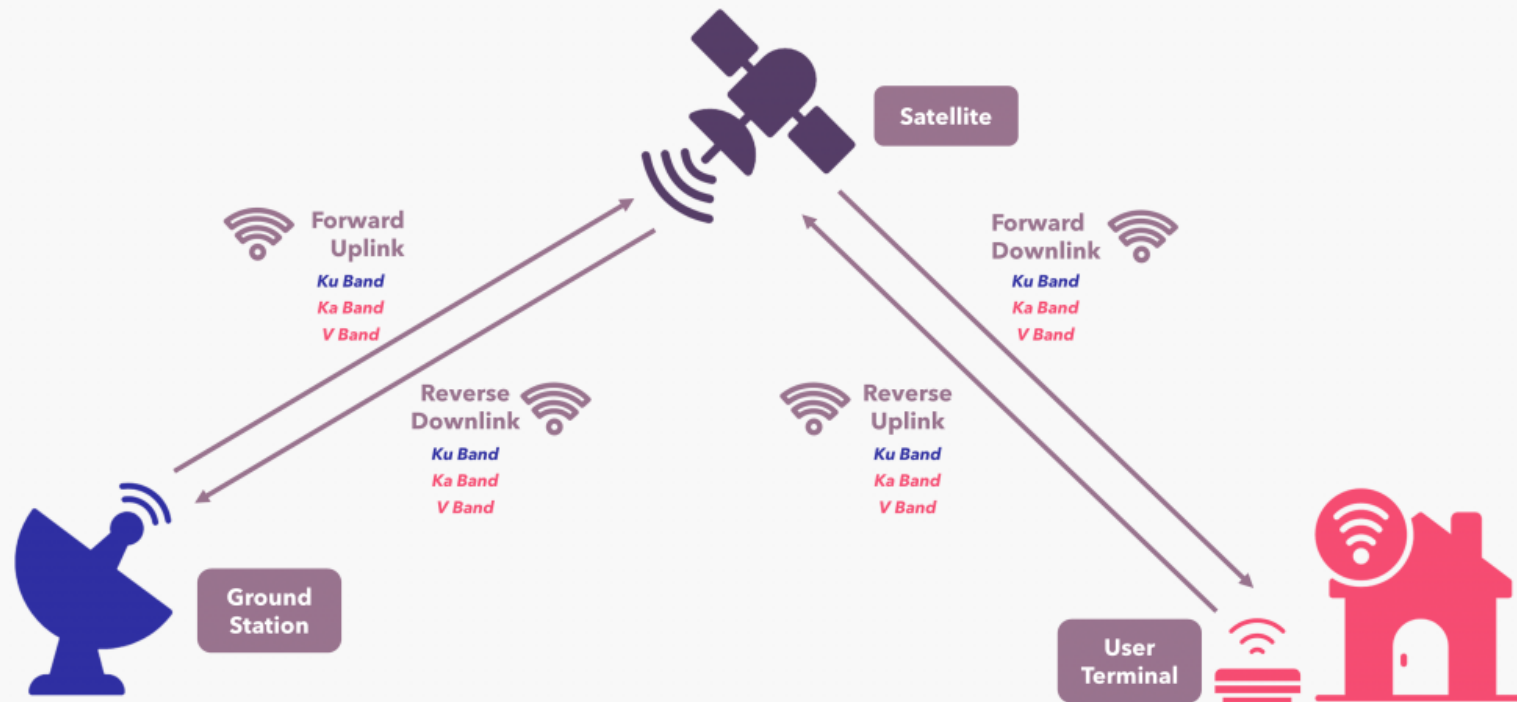 Satellite
Forward
Uplink
Ku Band
Ka Band
V Band
Forward
Downlink
Ku Band
Ka Band
V Band
Reverse
Downlink
Ku Band
Ka Band
V Band
Reverse
Uplink
Ku Band
Ka Band
V Band
Ground
Station
User
Terminal